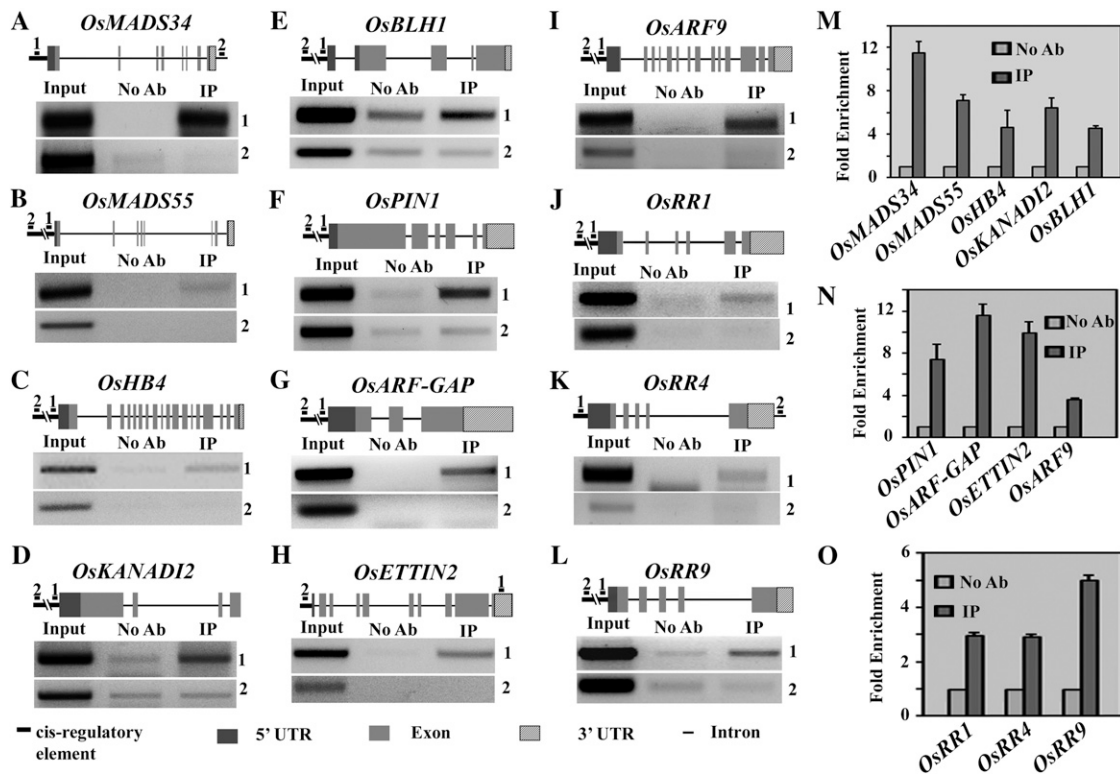 A
OsMADS34
1
2
Input No Ab IP
1
2
B
OsMADS55
2 1
Input No Ab IP
1
2
C
OsHB4
2 1
Input No Ab IP
1
2
D
OsKANADI2
2 1
Input No Ab IP
1
2
E
OsBLH1
2 1
Input No Ab IP
1
2
F
OsPIN1
2 1
Input No Ab IP
1
2
G
OsARF-GAP
2 1
Input No Ab IP
1
2
H
OsETTIN2
2
1
Input No Ab IP
1
2
I
OsARF9
2 1
Input No Ab IP
1
2
J
OsRR1
2 1
Input No Ab IP
1
2
K
OsRR4
1
2
Input No Ab IP
1
2
L
OsRR9
2 1
Input No Ab IP
1
2
cis-regulatory element
5' UTR
Exon
3' UTR
Intron
M
Fold Enrichment
12
8
4
0
No Ab
IP
OsMADS34
OsMADS55
OsHB4
OsKANADI2
OsBLH1
N
Fold Enrichment
12
8
4
0
No Ab
IP
OsPIN1
OsARF-GAP
OsETTIN2
OsARF9
O
Fold Enrichment
6
4
2
0
No Ab
IP
OsRR1
OsRR4
OsRR9